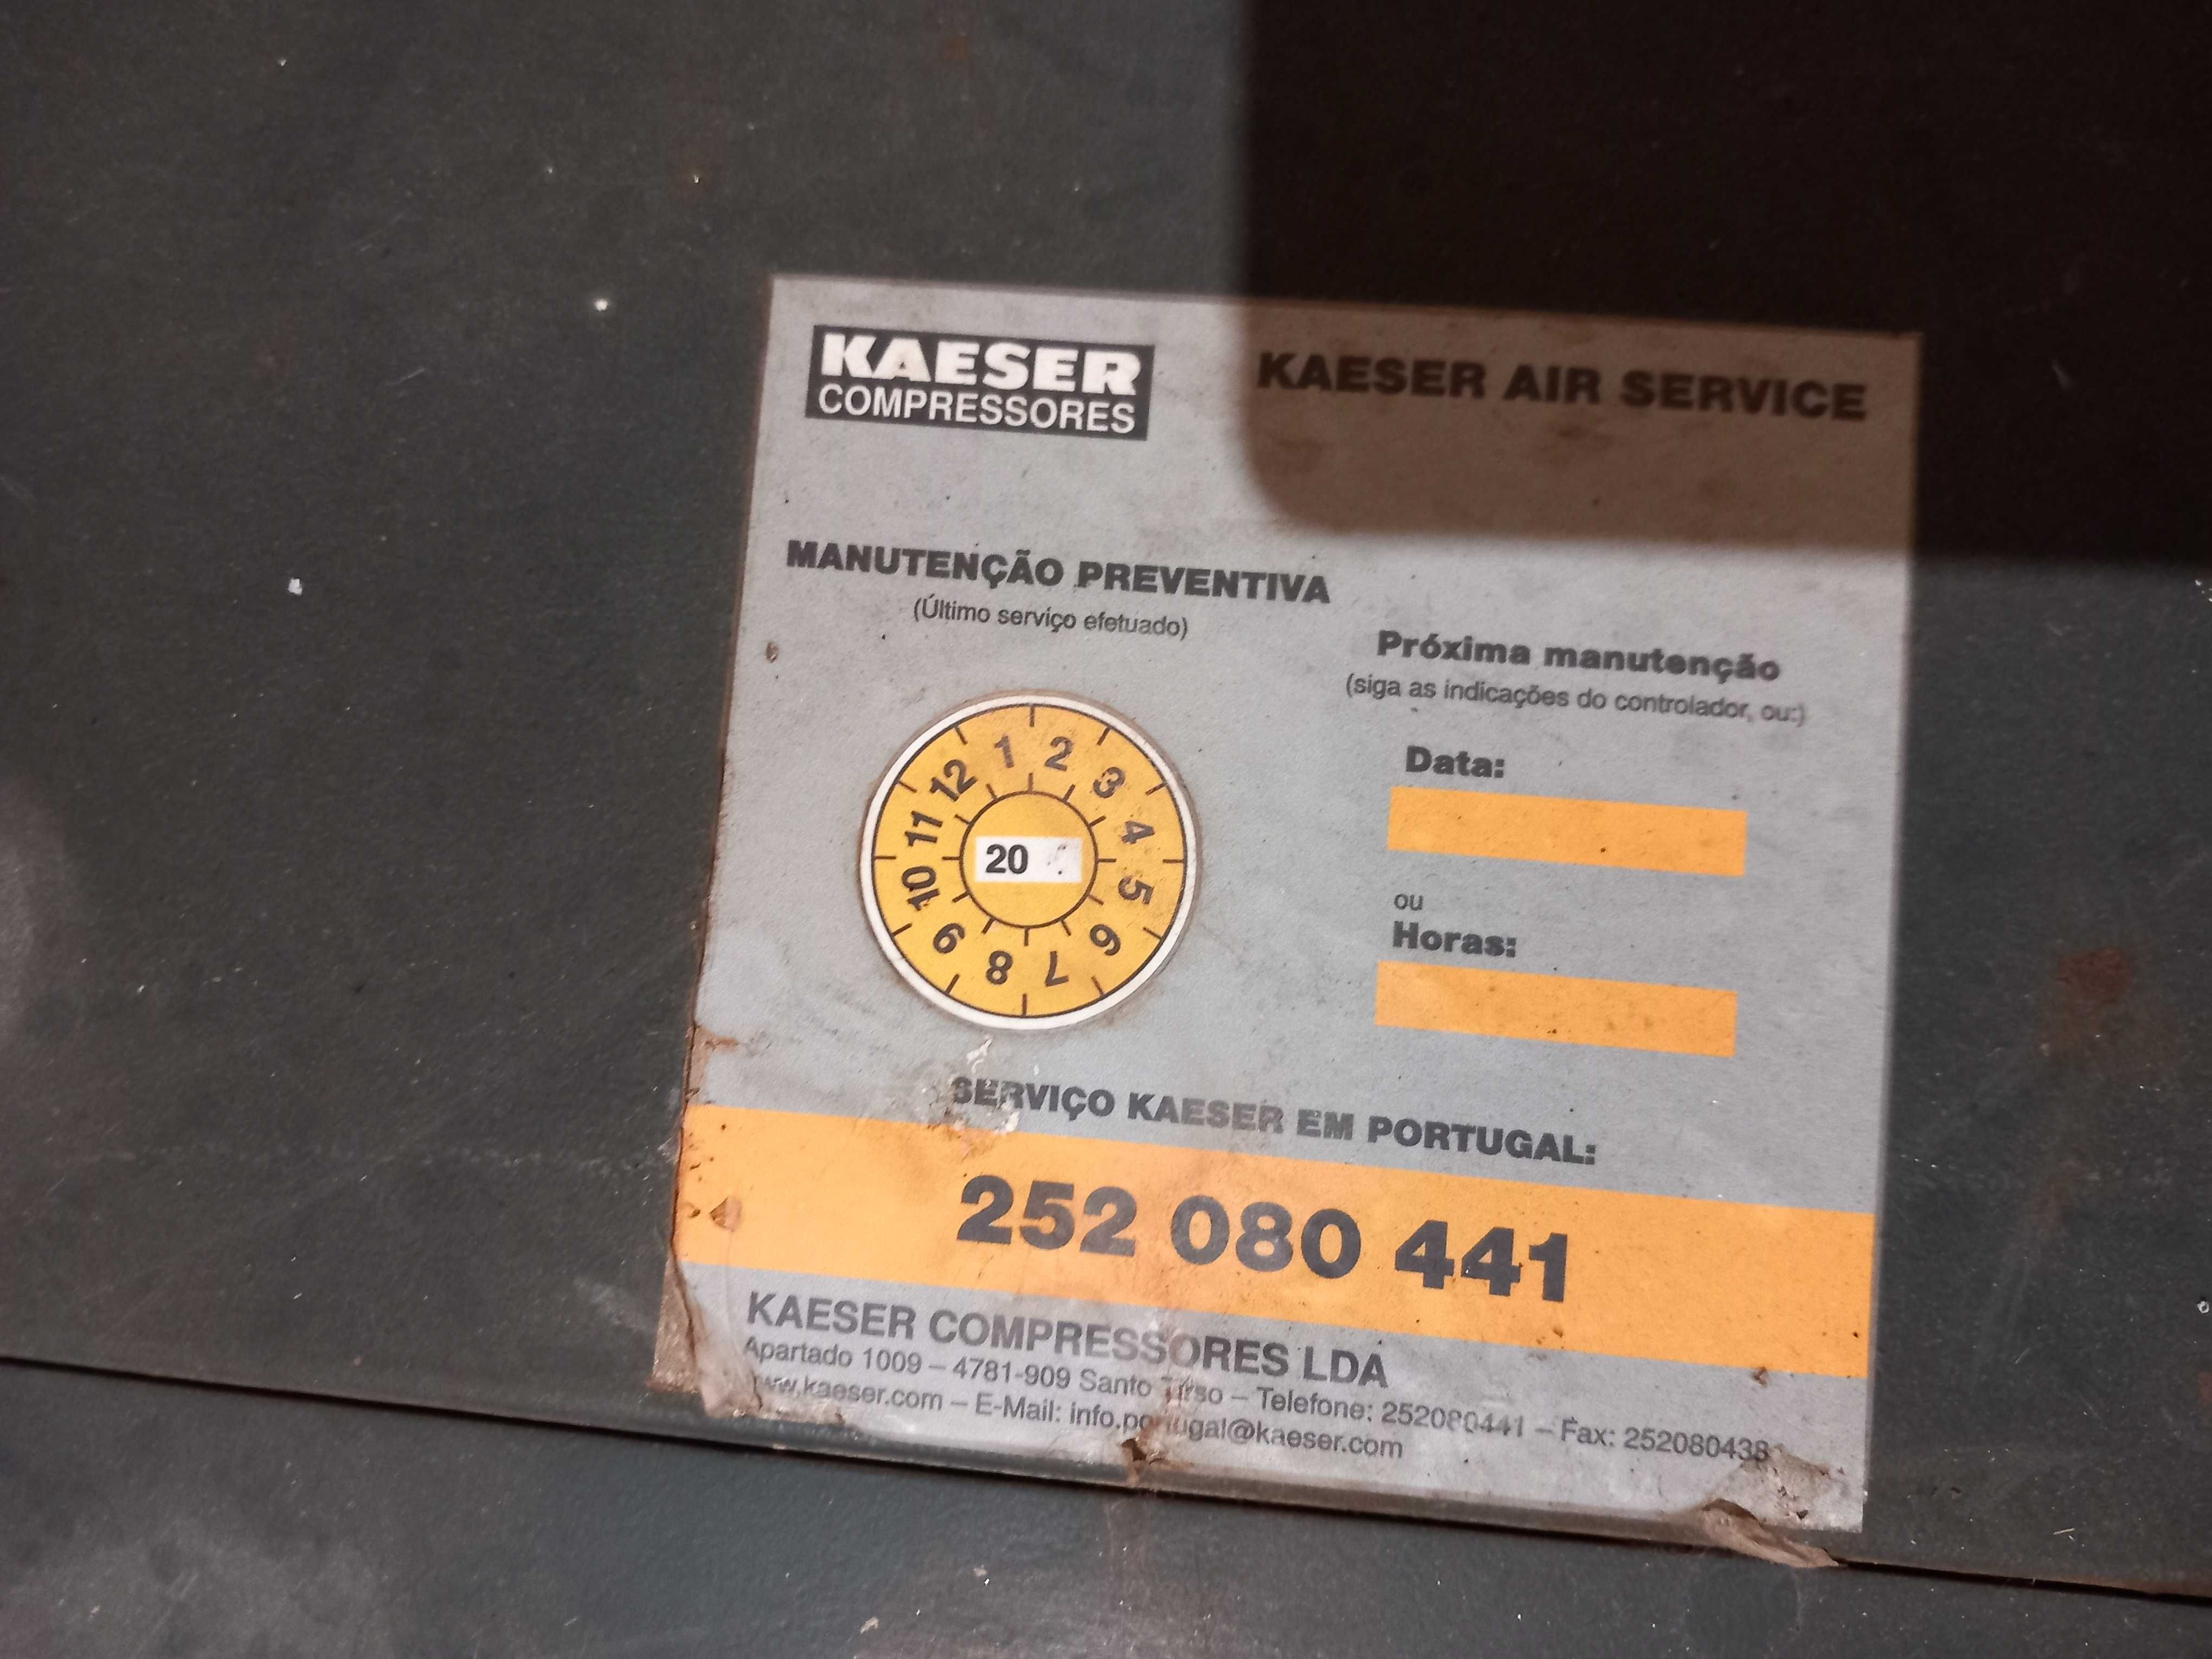 KAESER
COMPRESSORES
KAESER AIR SERVICE
MANUTENÇÃO PREVENTIVA
(Último serviço efetuado)
1 2 3 4 5 6 7 8 9 10 11 12
20
Próxima manutenção
(siga as indicações do controlador, ou:)
Data:
ou
Horas:
SERVIÇO KAESER EM PORTUGAL:
252 080 441
KAESER COMPRESSORES LDA
Apartado 1009 – 4781-909 Santo Tirso – Telefone: 252080441 – Fax: 252080438
www.kaeser.com – E-Mail: info.portugal@kaeser.com